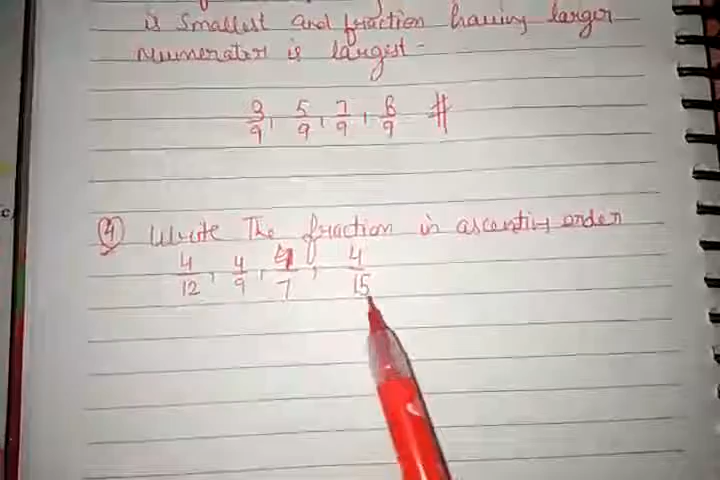 is smallest and fraction having larger
numerator is largest-
3/9, 5/9, 7/9, 8/9 #
(4) Write The fraction in ascenting order
4/12, 4/9, 4/7, 4/15